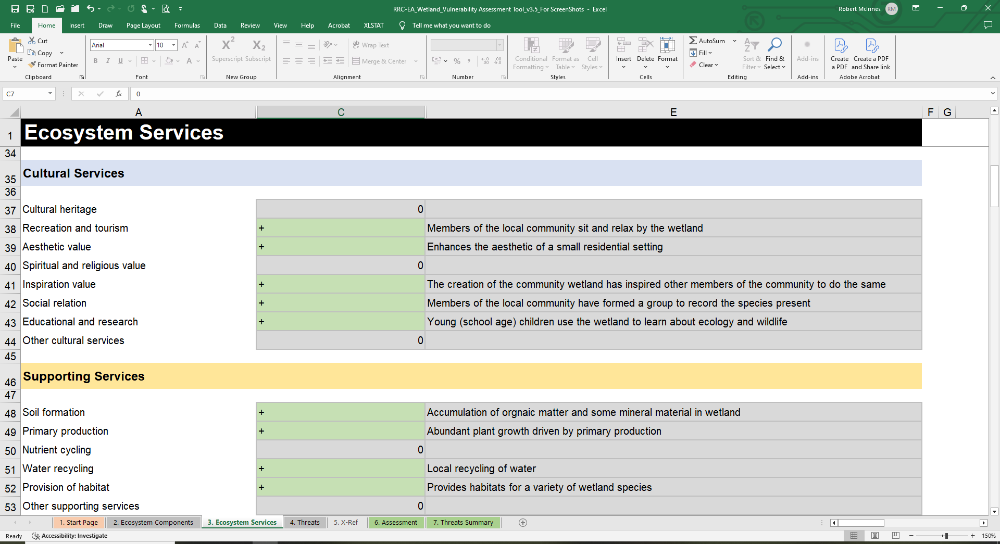 RRC-EA_Wetland_Vulnerability Assessment Tool_v3.5_For ScreenShots - Excel
Robert McInnes RM
File Home Insert Draw Page Layout Formulas Data Review View Help Acrobat XLSTAT Tell me what you want to do
Paste
Cut
Copy
Format Painter
Clipboard
Arial 10 A A
B I U A
Font
X2 X2
Superscript Subscript
New Group
ab Wrap Text
Merge & Center
Alignment
% ,
Number
Conditional Formatting
Format as Table
Cell Styles
Styles
Insert Delete Format
Cells
AutoSum
Fill
Clear
Sort & Filter
Find & Select
Editing
Add-ins
Add-ins
Create a PDF
Create a PDF and Share link
Adobe Acrobat
C7 fx 0
A C E F G
1 Ecosystem Services
34
35 Cultural Services
36
37 Cultural heritage 0
38 Recreation and tourism + Members of the local community sit and relax by the wetland
39 Aesthetic value + Enhances the aesthetic of a small residential setting
40 Spiritual and religious value 0
41 Inspiration value + The creation of the community wetland has inspired other members of the community to do the same
42 Social relation + Members of the local community have formed a group to record the species present
43 Educational and research + Young (school age) children use the wetland to learn about ecology and wildlife
44 Other cultural services 0
45
46 Supporting Services
47
48 Soil formation + Accumulation of orgnaic matter and some mineral material in wetland
49 Primary production + Abundant plant growth driven by primary production
50 Nutrient cycling 0
51 Water recycling + Local recycling of water
52 Provision of habitat + Provides habitats for a variety of wetland species
53 Other supporting services 0
1. Start Page 2. Ecosystem Components 3. Ecosystem Services 4. Threats 5. X-Ref 6. Assessment 7. Threats Summary
Ready Accessibility: Investigate 150%